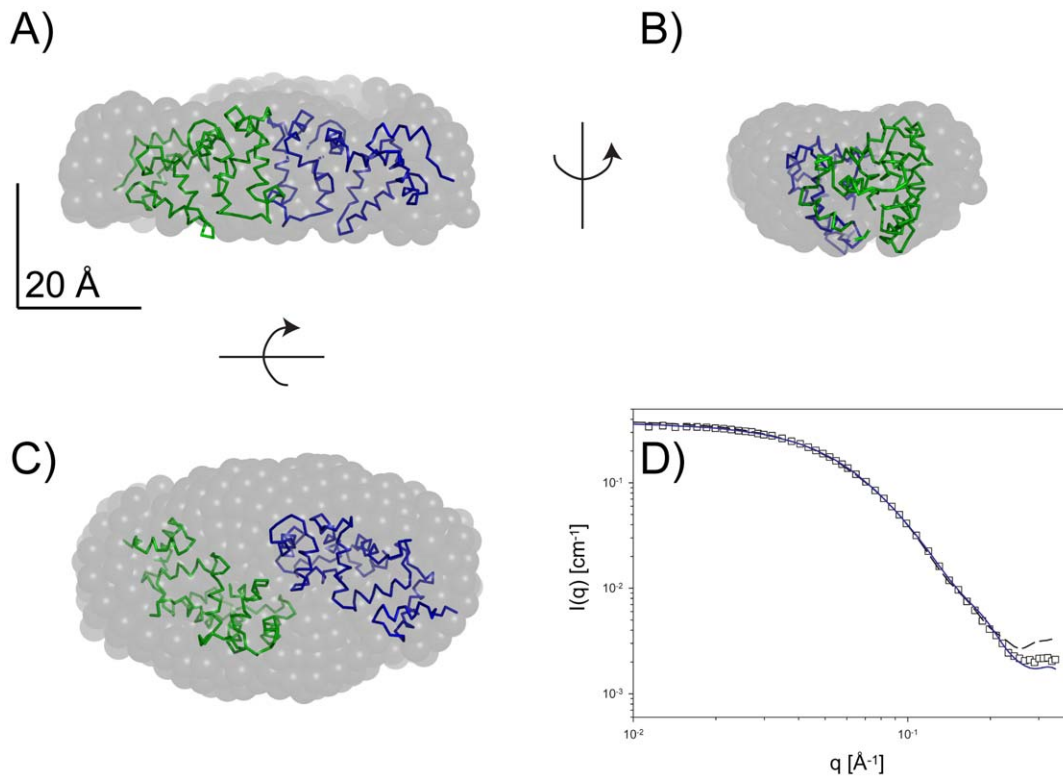 A)
B)
20 Å
C)
D)
I(q) [cm⁻¹]
10⁻¹
10⁻²
10⁻³
10⁻²
10⁻¹
q [Å⁻¹]